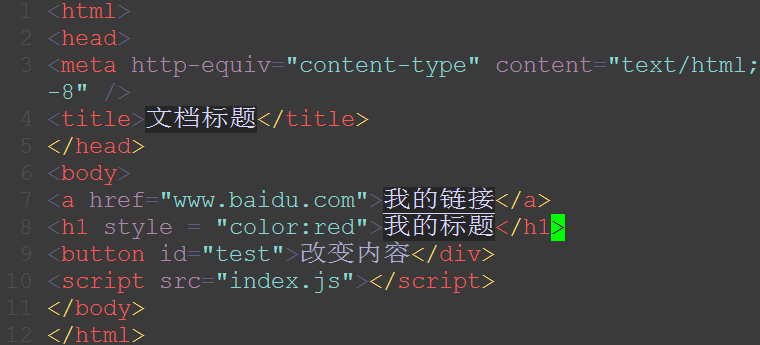 1 <html>
2 <head>
3 <meta http-equiv="content-type" content="text/html;
-8" />
4 <title>文档标题</title>
5 </head>
6 <body>
7 <a href="www.baidu.com">我的链接</a>
8 <h1 style = "color:red">我的标题</h1>
9 <button id="test">改变内容</div>
10 <script src="index.js"></script>
11 </body>
12 </html>